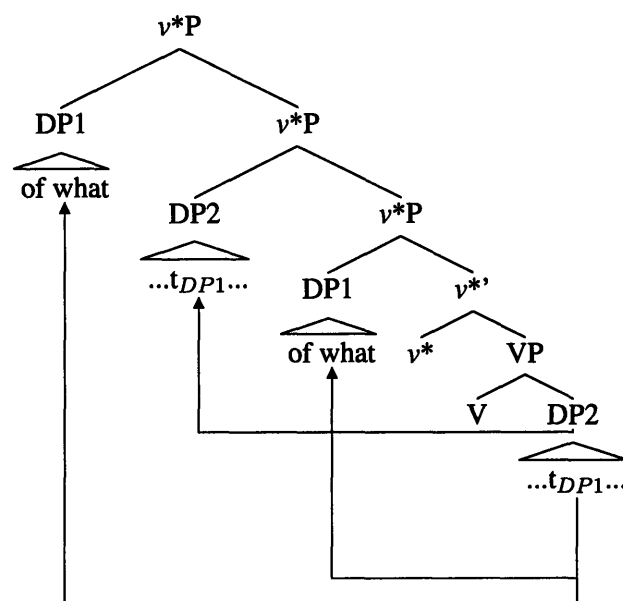 v*P
DP1 v*P
of what
DP2 v*P
...tDP1...
DP1 v*'
of what v* VP
V DP2
...tDP1...